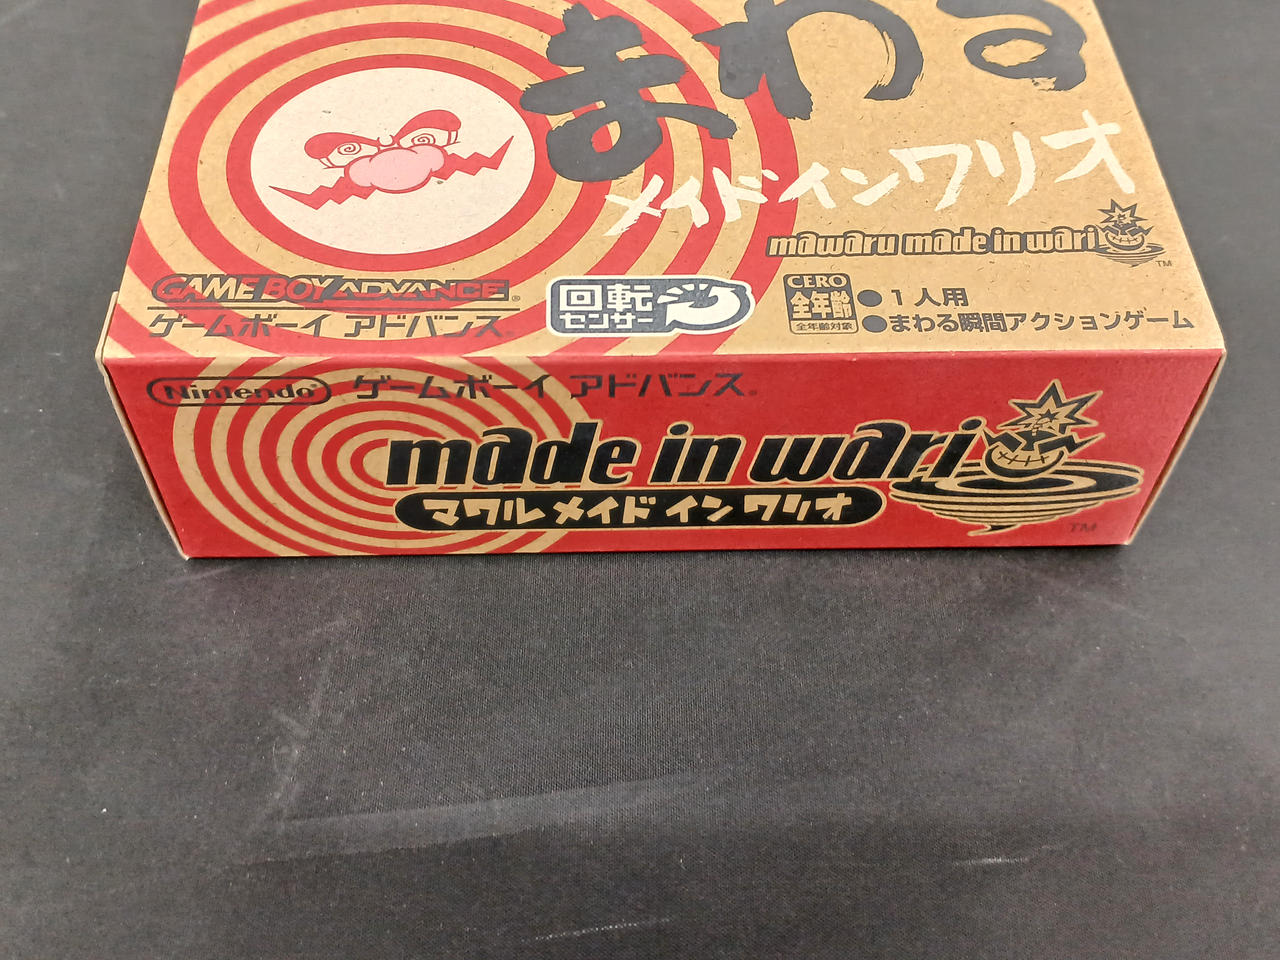 まわる
メイドインワリオ
mawaru made in wario
TM
GAME BOY ADVANCE®
ゲームボーイ アドバンス®
回転
センサー
CERO
全年齢
全年齢対象
●1人用
●まわる瞬間アクションゲーム
Nintendo® ゲームボーイ アドバンス®
made in wario
マワル メイド イン ワリオ
TM